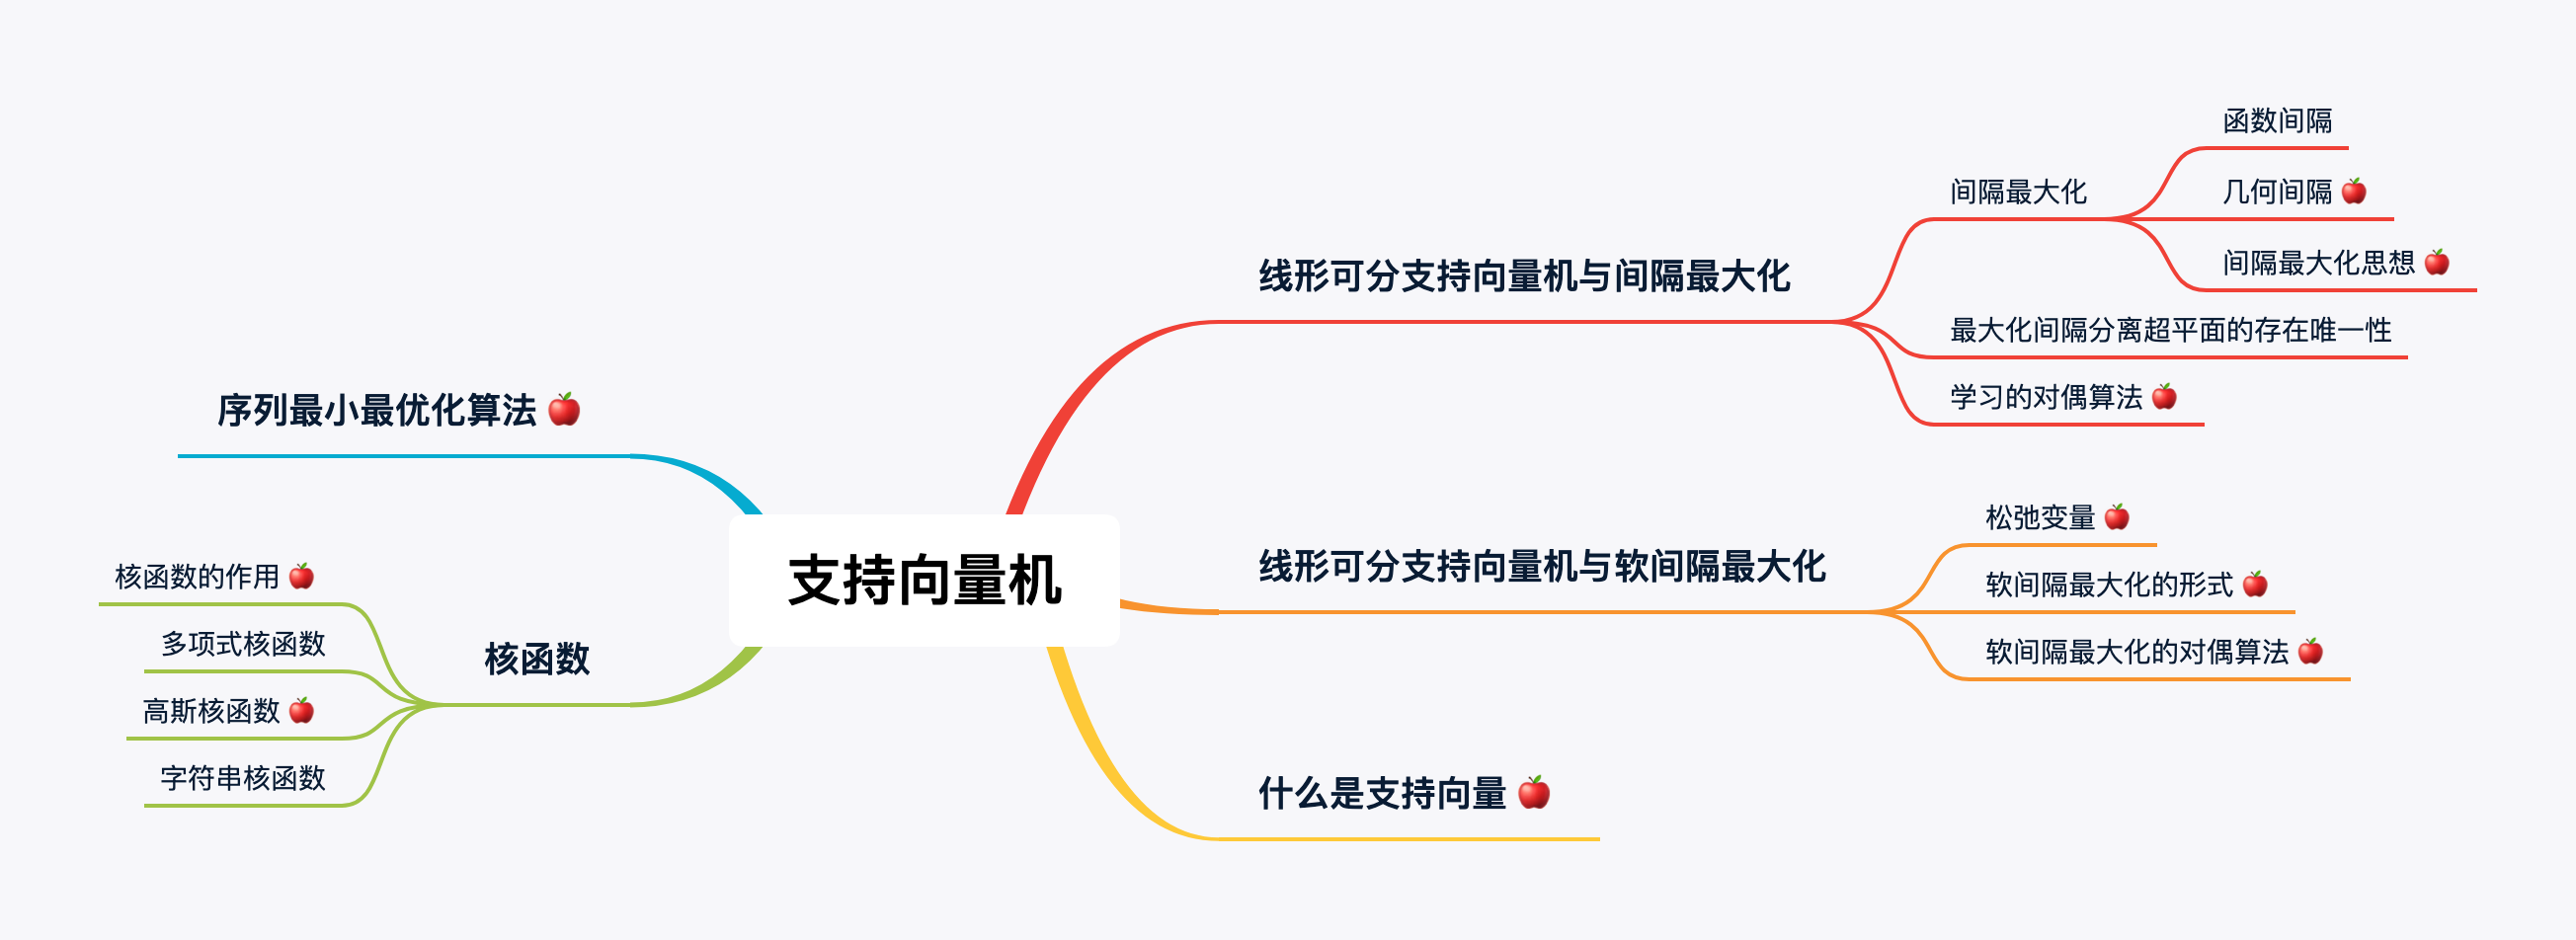 支持向量机
线形可分支持向量机与间隔最大化
间隔最大化
函数间隔
几何间隔 🍎
间隔最大化思想 🍎
最大化间隔分离超平面的存在唯一性
学习的对偶算法 🍎
线形可分支持向量机与软间隔最大化
松弛变量 🍎
软间隔最大化的形式 🍎
软间隔最大化的对偶算法 🍎
什么是支持向量 🍎
序列最小最优化算法 🍎
核函数
核函数的作用 🍎
多项式核函数
高斯核函数 🍎
字符串核函数